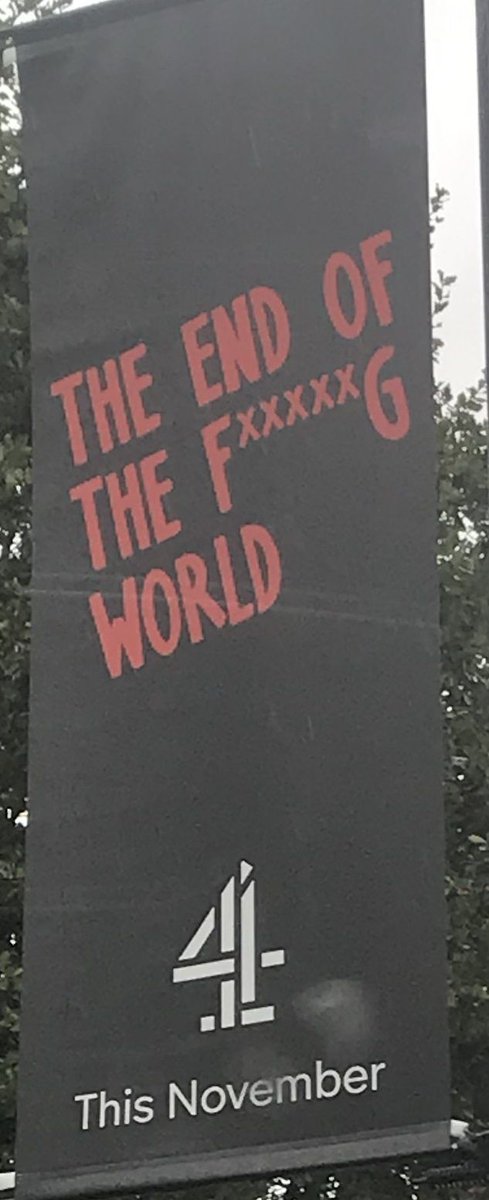 THE END OF
THE FxxxxxG
WORLD
4
This November